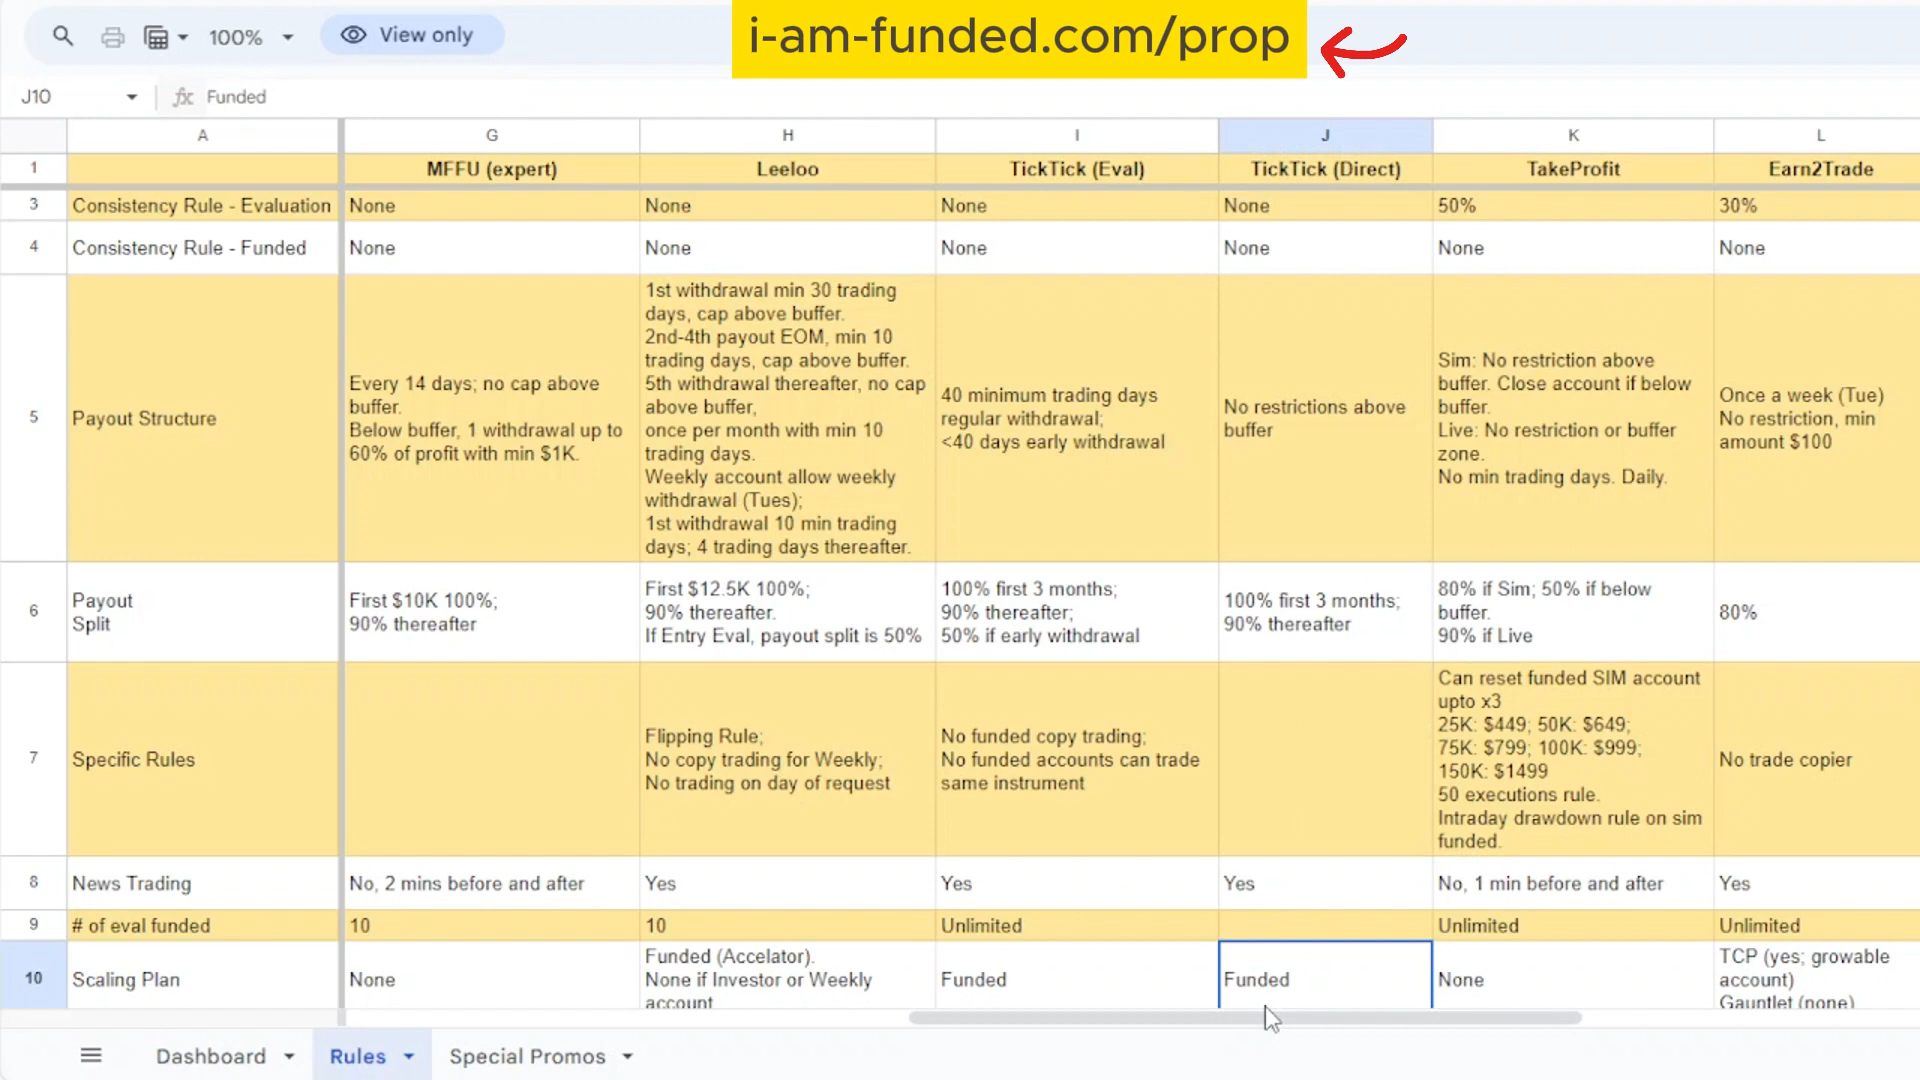 i-am-funded.com/prop
100%
View only
J10
fx Funded
A G H I J K L
1 MFFU (expert) Leeloo TickTick (Eval) TickTick (Direct) TakeProfit Earn2Trade
3 Consistency Rule - Evaluation None None None None 50% 30%
4 Consistency Rule - Funded None None None None None None
5 Payout Structure
Every 14 days; no cap above
buffer.
Below buffer, 1 withdrawal up to
60% of profit with min $1K.
1st withdrawal min 30 trading
days, cap above buffer.
2nd-4th payout EOM, min 10
trading days, cap above buffer.
5th withdrawal thereafter, no cap
above buffer,
once per month with min 10
trading days.
Weekly account allow weekly
withdrawal (Tues);
1st withdrawal 10 min trading
days; 4 trading days thereafter.
40 minimum trading days
regular withdrawal;
<40 days early withdrawal
No restrictions above
buffer
Sim: No restriction above
buffer. Close account if below
buffer.
Live: No restriction or buffer
zone.
No min trading days. Daily.
Once a week (Tue)
No restriction, min
amount $100
6 Payout
Split
First $10K 100%;
90% thereafter
First $12.5K 100%;
90% thereafter.
If Entry Eval, payout split is 50%
100% first 3 months;
90% thereafter;
50% if early withdrawal
100% first 3 months;
90% thereafter
80% if Sim; 50% if below
buffer.
90% if Live
80%
7 Specific Rules
Flipping Rule;
No copy trading for Weekly;
No trading on day of request
No funded copy trading;
No funded accounts can trade
same instrument
Can reset funded SIM account
upto x3
25K: $449; 50K: $649;
75K: $799; 100K: $999;
150K: $1499
50 executions rule.
Intraday drawdown rule on sim
funded.
No trade copier
8 News Trading No, 2 mins before and after Yes Yes Yes No, 1 min before and after Yes
9 # of eval funded 10 10 Unlimited Unlimited Unlimited
10 Scaling Plan None
Funded (Accelator).
None if Investor or Weekly
account
Funded
Funded
None
TCP (yes; growable
account)
Gauntlet (none)
Dashboard Rules Special Promos